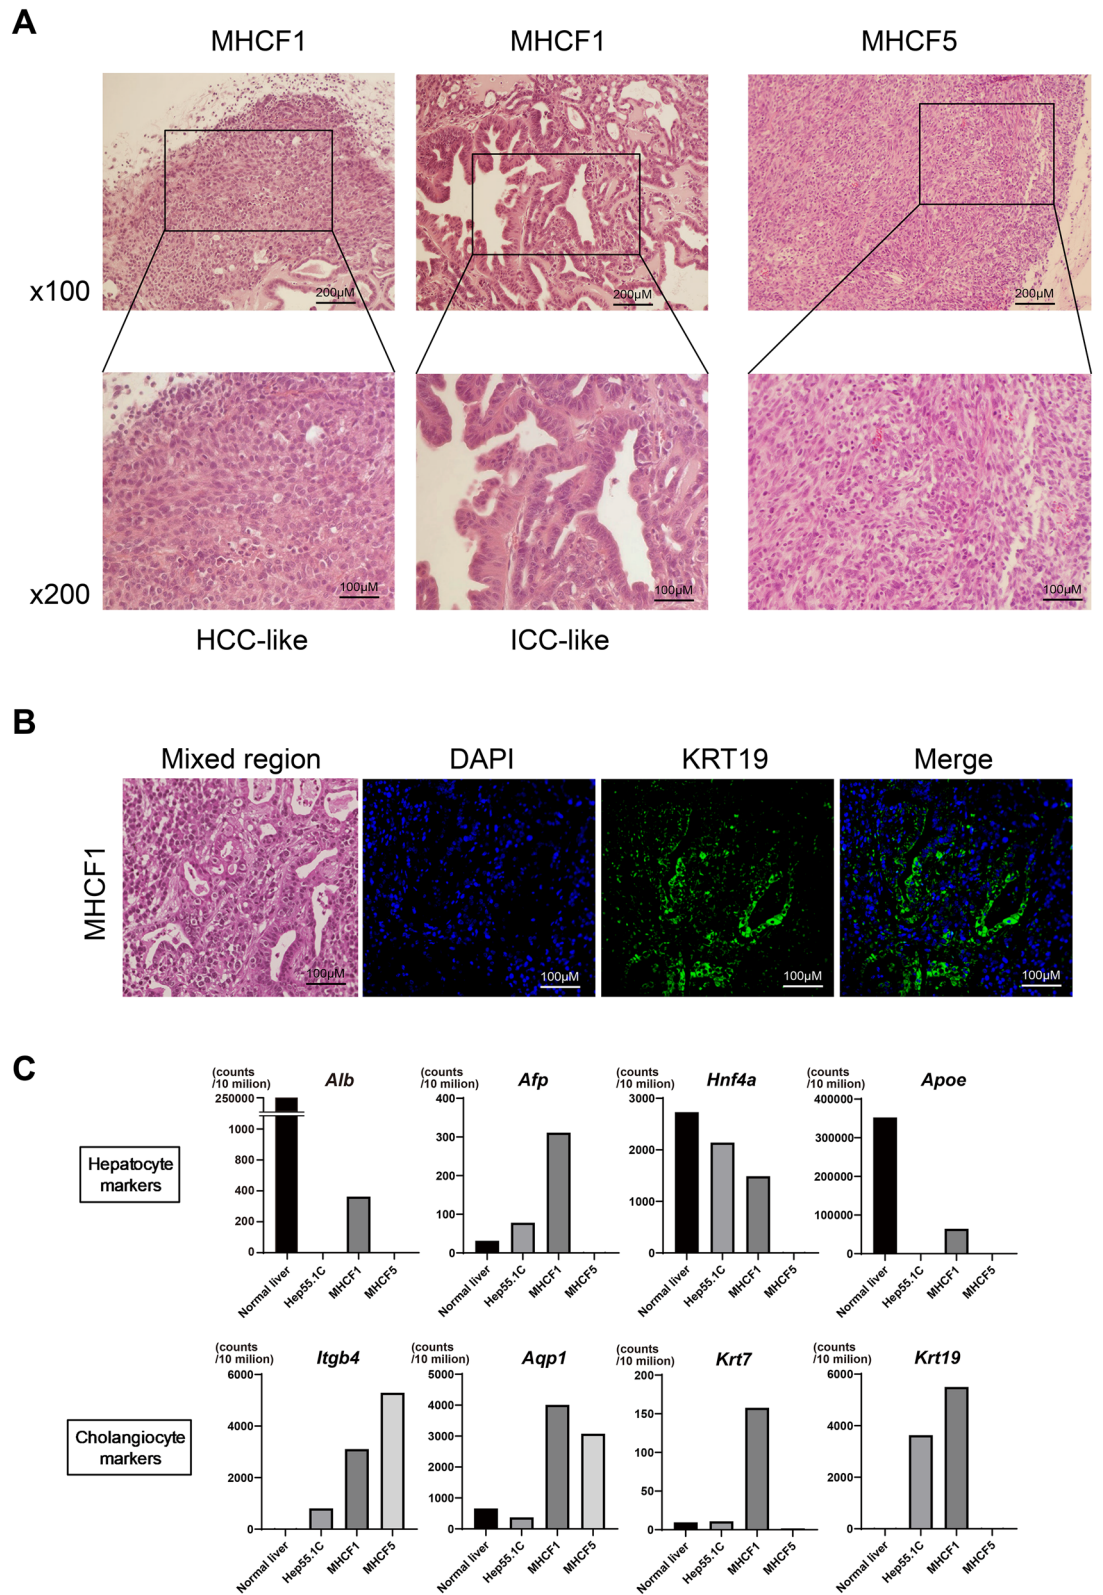 A
MHCF1 MHCF1 MHCF5
x100
200μM 200μM 200μM
x200
100μM 100μM 100μM
HCC-like ICC-like
B
Mixed region DAPI KRT19 Merge
MHCF1
100μM 100μM 100μM 100μM
C
Hepatocyte
markers
(counts
/10 milion)
Alb
250000
1000
800
600
400
200
0
Normal liver Hep55.1C MHCF1 MHCF5
(counts
/10 milion)
Afp
400
300
200
100
0
Normal liver Hep55.1C MHCF1 MHCF5
(counts
/10 milion)
Hnf4a
3000
2000
1000
0
Normal liver Hep55.1C MHCF1 MHCF5
(counts
/10 milion)
Apoe
400000
300000
200000
100000
0
Normal liver Hep55.1C MHCF1 MHCF5
Cholangiocyte
markers
(counts
/10 milion)
Itgb4
6000
4000
2000
0
Normal liver Hep55.1C MHCF1 MHCF5
(counts
/10 milion)
Aqp1
5000
4000
3000
2000
1000
0
Normal liver Hep55.1C MHCF1 MHCF5
(counts
/10 milion)
Krt7
200
150
100
50
0
Normal liver Hep55.1C MHCF1 MHCF5
(counts
/10 milion)
Krt19
6000
4000
2000
0
Normal liver Hep55.1C MHCF1 MHCF5